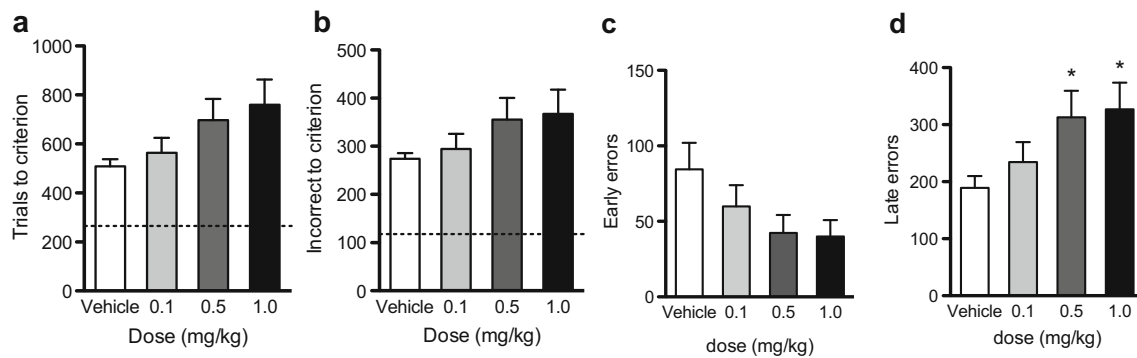 a
Trials to criterion
1000
800
600
400
200
0
Vehicle 0.1 0.5 1.0
Dose (mg/kg)
b
Incorrect to criterion
500
400
300
200
100
0
Vehicle 0.1 0.5 1.0
Dose (mg/kg)
c
Early errors
150
100
50
0
Vehicle 0.1 0.5 1.0
dose (mg/kg)
d
Late errors
400
300
200
100
0
* *
Vehicle 0.1 0.5 1.0
dose (mg/kg)